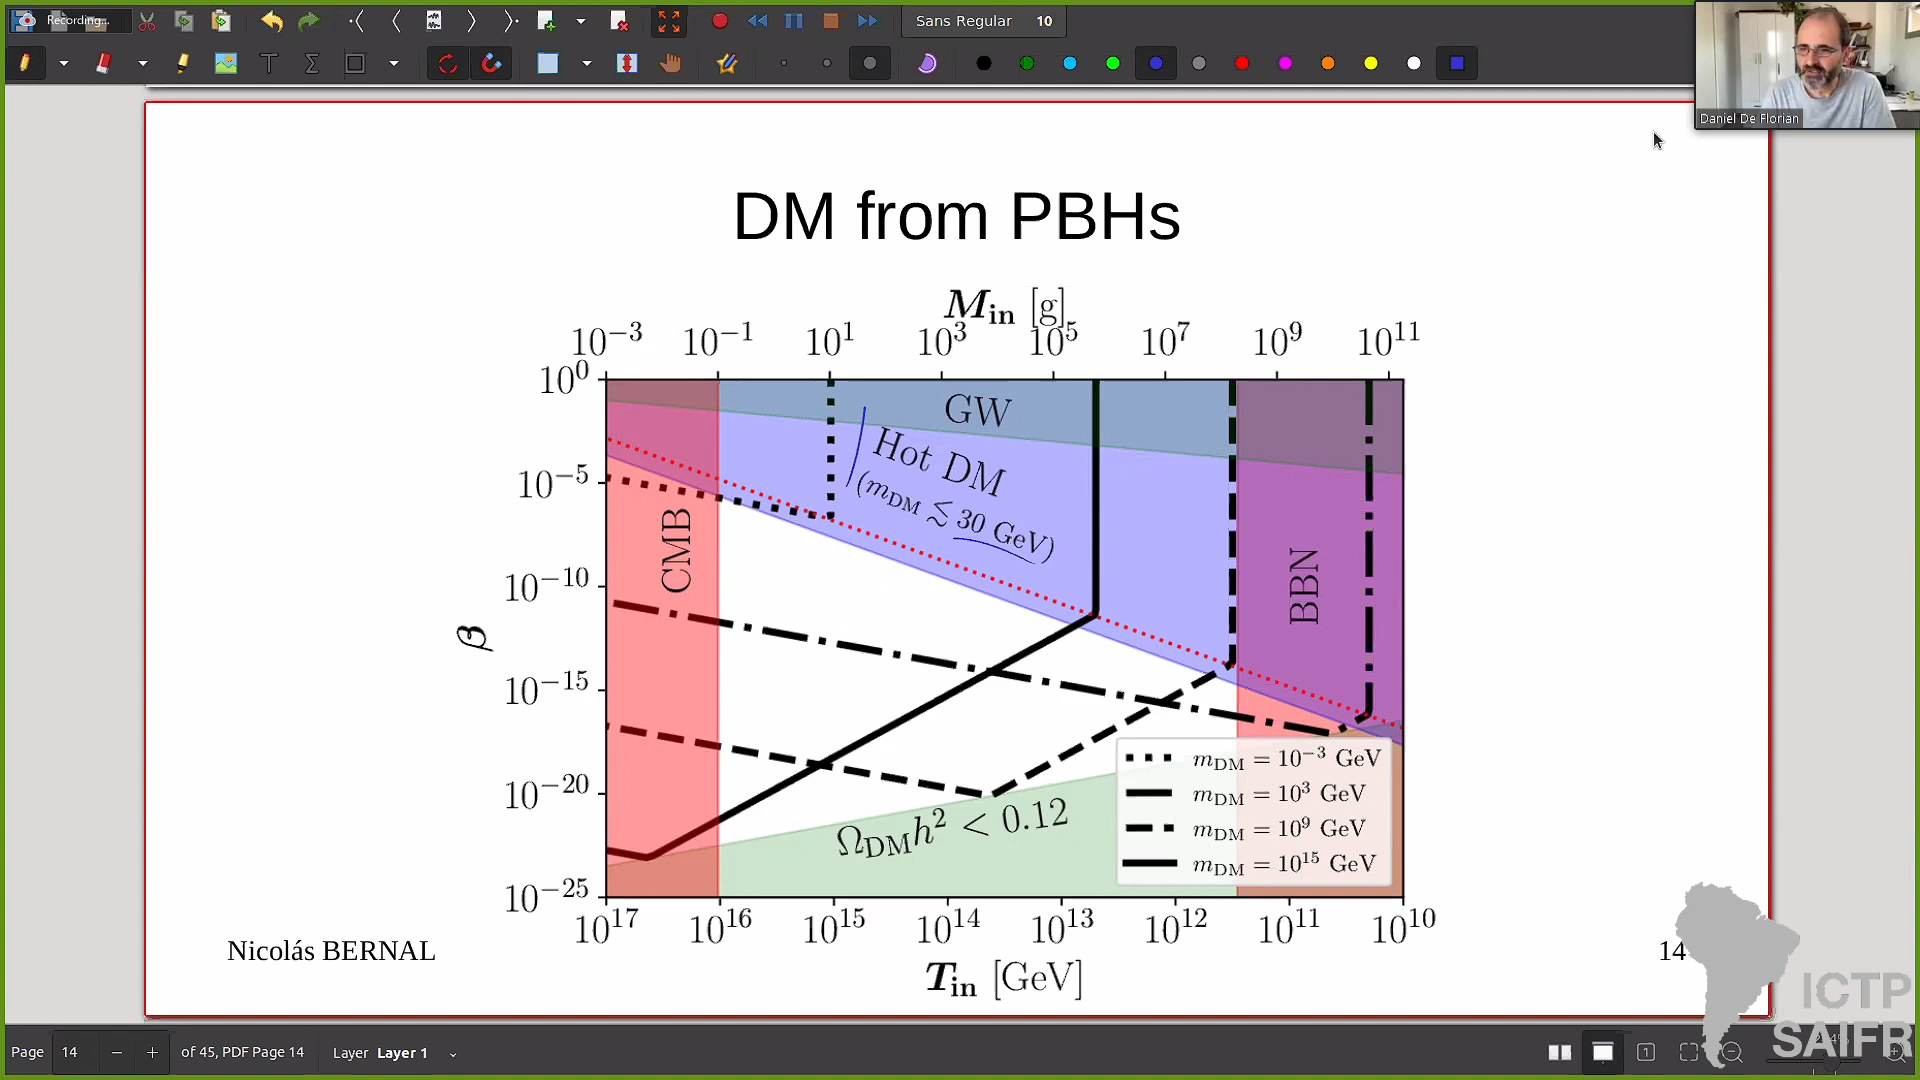 Recording...
Sans Regular 10
Daniel De Florian
DM from PBHs
M_in [g]
10^−3 10^−1 10^1 10^3 10^5 10^7 10^9 10^11
10^0
10^−5
10^−10
10^−15
10^−20
10^−25
β
GW
Hot DM
(m_DM ≲ 30 GeV)
CMB
BBN
Ω_DM h^2 < 0.12
m_DM = 10^−3 GeV
m_DM = 10^3 GeV
m_DM = 10^9 GeV
m_DM = 10^15 GeV
10^17 10^16 10^15 10^14 10^13 10^12 10^11 10^10
T_in [GeV]
Nicolás BERNAL
14
ICTP
SAIFR
Page 14 of 45, PDF Page 14 Layer Layer 1